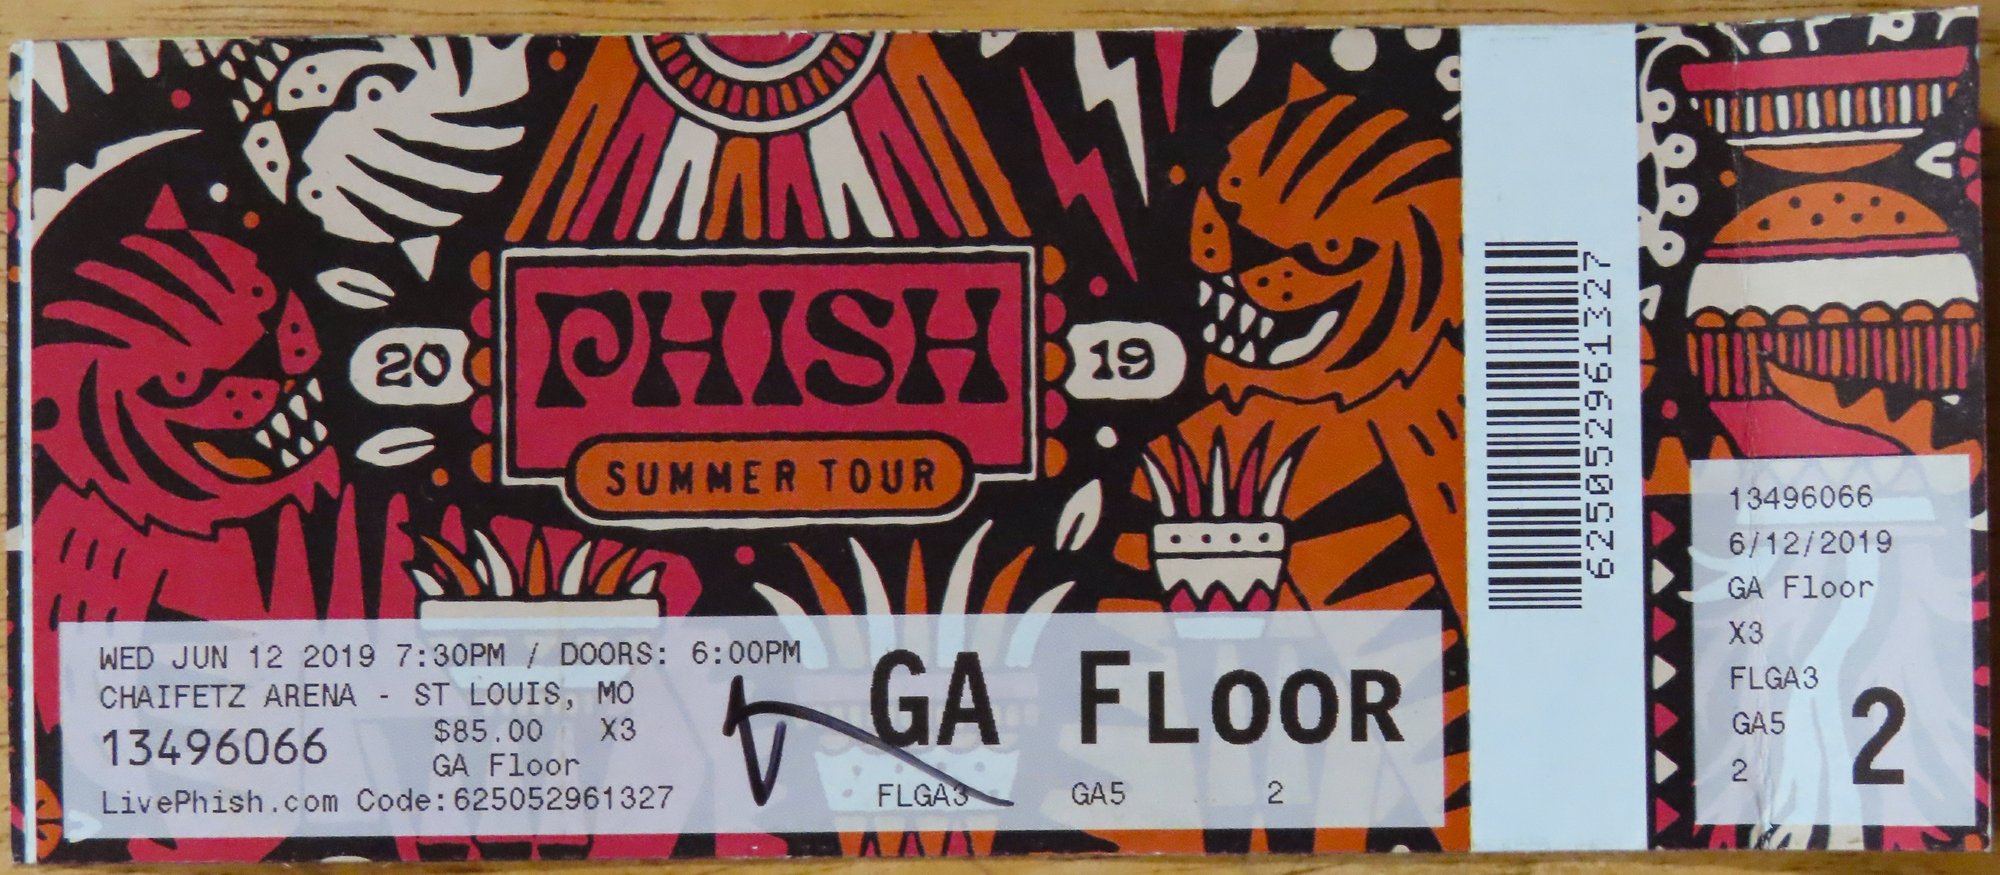 20 PHISH 19
SUMMER TOUR
WED JUN 12 2019 7:30PM / DOORS: 6:00PM
CHAIFETZ ARENA - ST LOUIS, MO
13496066
$85.00 X3
GA Floor
LivePhish.com Code:625052961327
GA FLOOR
FLGA3 GA5 2
625052961327
13496066
6/12/2019
GA Floor
X3
FLGA3
GA5
2
2